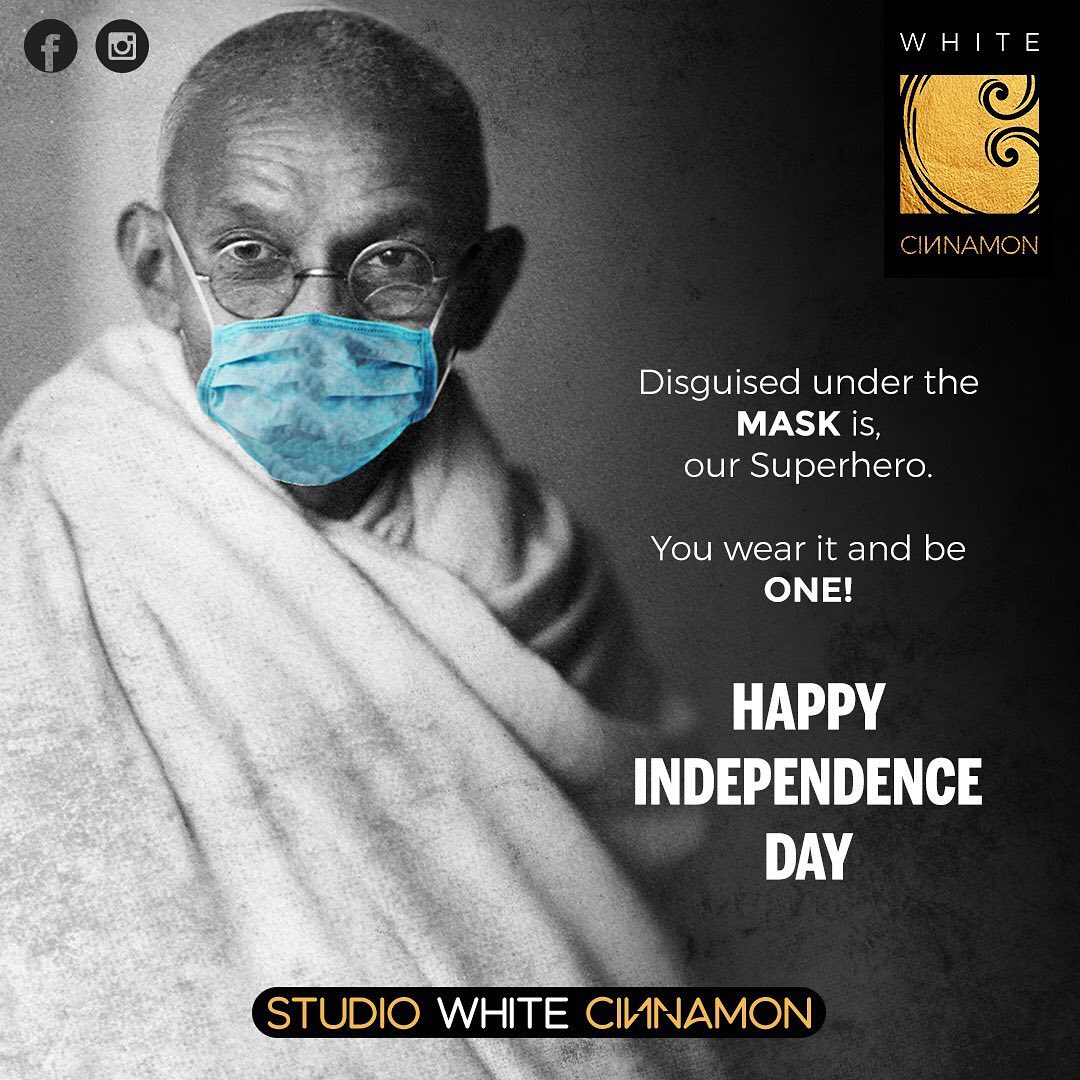 WHITE
CINNAMON
Disguised under the
MASK is,
our Superhero.
You wear it and be
ONE!
HAPPY
INDEPENDENCE
DAY
STUDIO WHITE CINNAMON